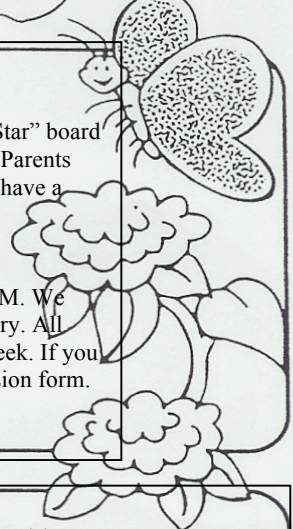 Star” board
Parents
have a
M. We
ry. All
eek. If you
sion form.